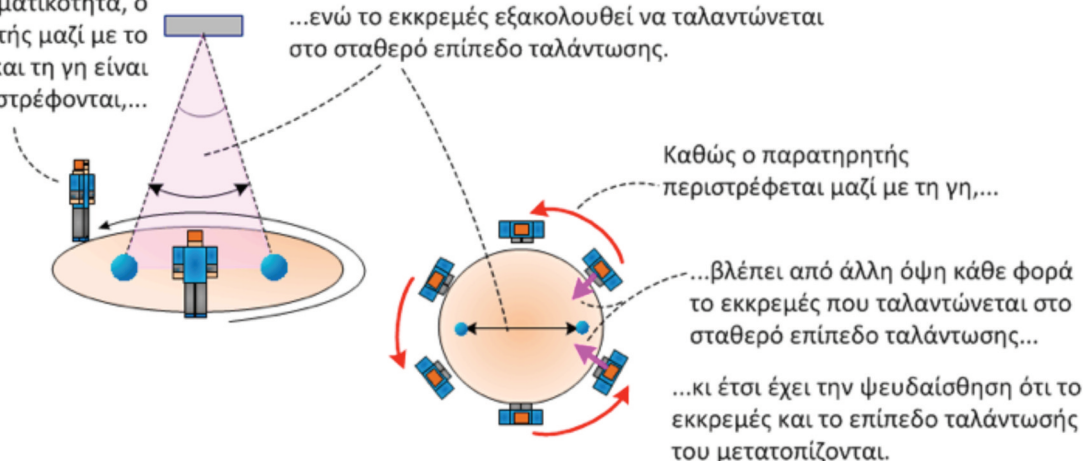 ματικότητα, ο
τής μαζί με το
και τη γη είναι
στρέφονται,...
...ενώ το εκκρεμές εξακολουθεί να ταλαντώνεται
στο σταθερό επίπεδο ταλάντωσης.
Καθώς ο παρατηρητής
περιστρέφεται μαζί με τη γη,...
...βλέπει από άλλη όψη κάθε φορά
το εκκρεμές που ταλαντώνεται στο
σταθερό επίπεδο ταλάντωσης...
...κι έτσι έχει την ψευδαίσθηση ότι το
εκκρεμές και το επίπεδο ταλάντωσής
του μετατοπίζονται.